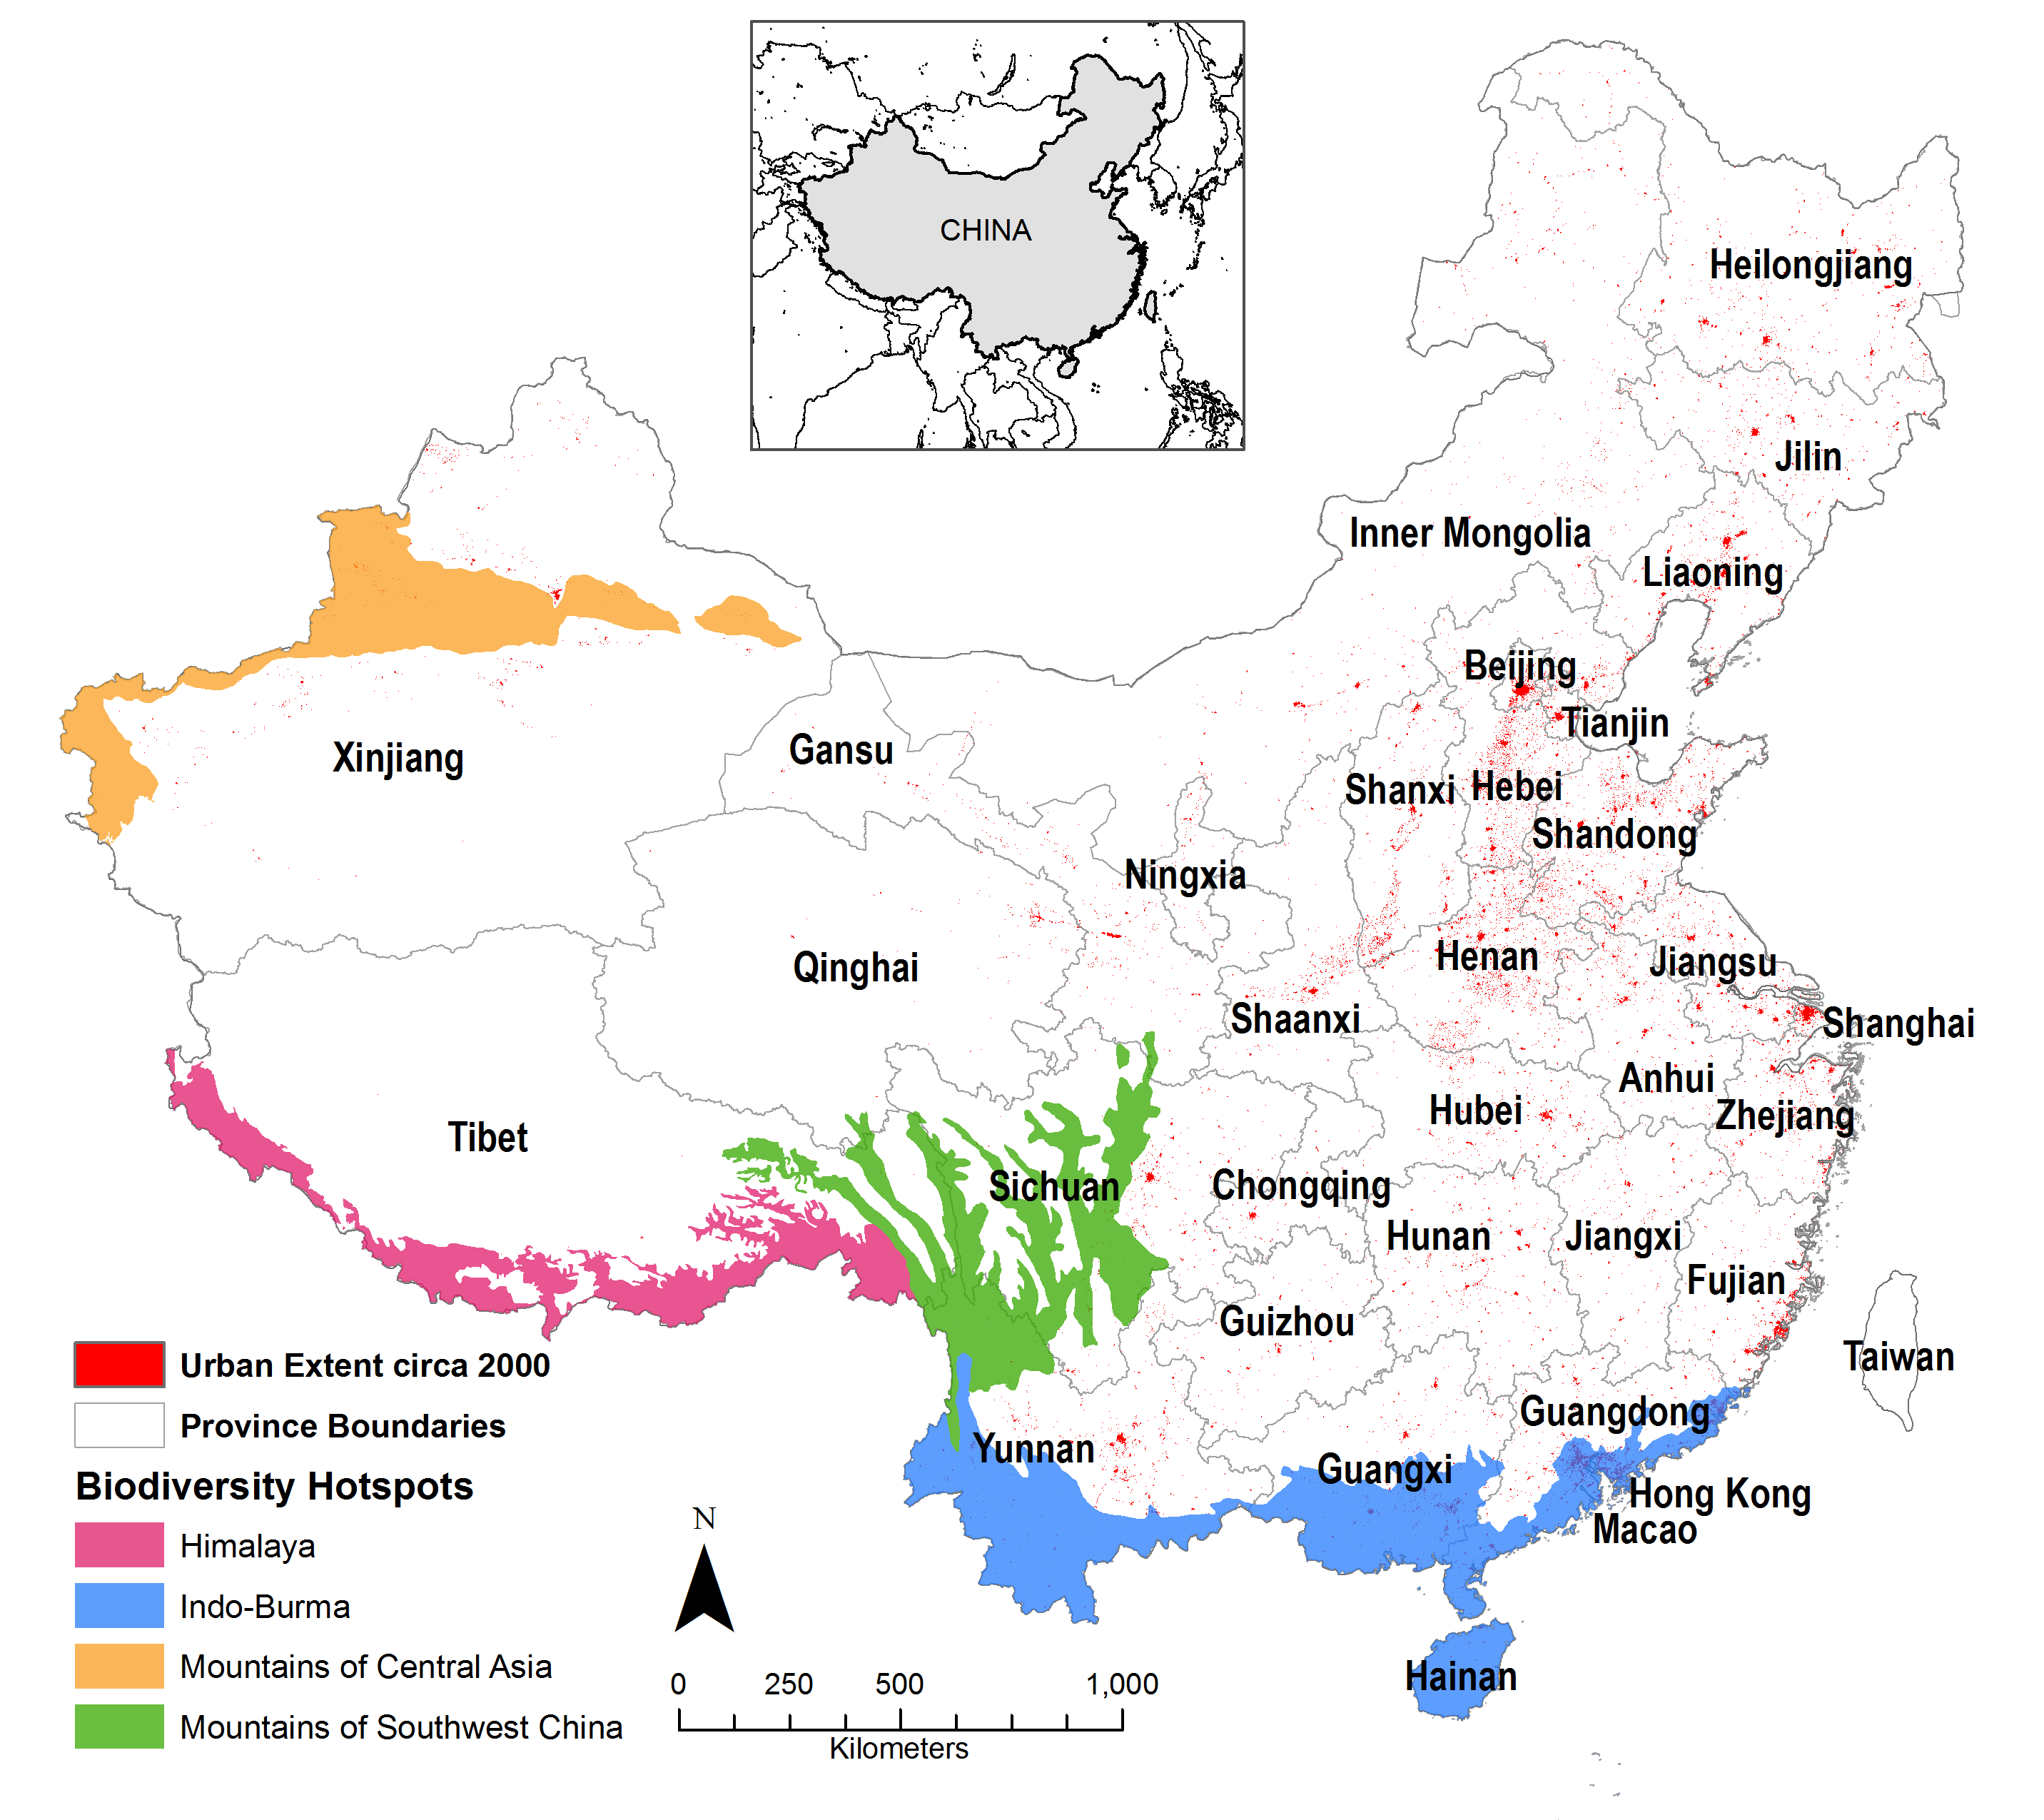 CHINA
Heilongjiang
Jilin
Inner Mongolia
Liaoning
Beijing
Tianjin
Xinjiang
Gansu
Shanxi
Hebei
Shandong
Ningxia
Qinghai
Henan
Jiangsu
Shaanxi
Shanghai
Anhui
Hubei
Zhejiang
Tibet
Sichuan
Chongqing
Hunan
Jiangxi
Fujian
Guizhou
Taiwan
Guangdong
Yunnan
Guangxi
Hong Kong
Macao
Hainan
Urban Extent circa 2000
Province Boundaries
Biodiversity Hotspots
Himalaya
Indo-Burma
Mountains of Central Asia
Mountains of Southwest China
N
0 250 500 1,000
Kilometers